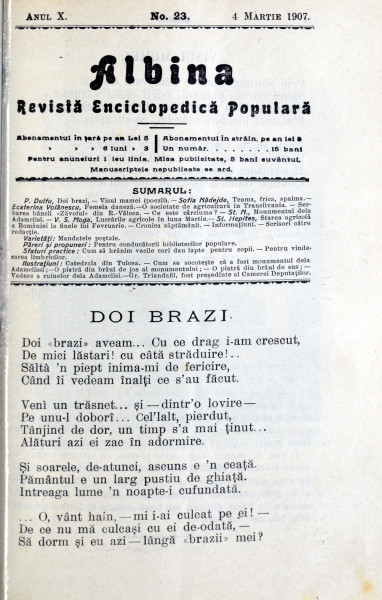 ANUL X. No. 23. 4 MARTIE 1907.
Albina
Revistă Enciclopedică Populară
Abonamentul în țară pe an Lei 5 Abonamentul în străin. pe an lei 8
» » » 6 luni » 3 Un număr. . . . . . . . 15 bani
Pentru anunciuri 1 leu linia. Mica publicitate, 5 bani cuvântul.
Manuscriptele nepublicate se ard.
SUMARUL:
P. Dulfu, Doi brazi, — Visul mamei (poezii). — Sofia Nădejde, Teama, frica, spaima.—
Ecaterina Volănescu, Femeia daneză.—O societate de agricultura în Transilvania. — Ser-
barea băncii «Zăvoiul» din R.-Vâlcea. — Ce este cărciuma? — St. N., Monumentul dela
Adamclisi. — V. S. Moga, Lucrările agricole în luna Martie.—St. Hepites, Starea agricolă
a României la finele lui Fevruarie. — Cronica săptămânii. — Informațiuni. — Scrisori către
redacție.
Varietăți: Mandatele poștale.
Păreri și propuneri: Pentru conducătorii bibliotecilor populare.
Sfaturi practice: Cum să hrănim vacile cari dau lapte pentru copii. — Pentru vinde-
carea limbricilor.
Ilustrațiuni: Catedrala din Tulcea. — Cum se socotește că a fost monumentul dela
Adamclisi;—O piatră din brâul de jos al monumentului; — O piatră din brâul de sus; —
Vedere a ruinelor dela Adamclisi.—Gr. Triandafil, fost președinte al Camerei Deputaților.
DOI BRAZI.
Doi «brazi» aveam... Cu ce drag i-am crescut,
De mici lăstari! cu câtă străduire!..
Săltă 'n piept inima-mi de fericire,
Când îi vedeam înalți ce s'au făcut.
Veni un trăsnet... și — dintr'o lovire —
Pe unu-l doborî... Cel'lalt, pierdut,
Tânjind de dor, un timp s'a mai ținut...
Alături azi ei zac în adormire.
Și soarele, de-atunci, ascuns e 'n ceață.
Pământul e un larg pustiu de ghiață.
Intreaga lume 'n noapte-i cufundată.
... O, vânt hain, — mi i-ai culcat pe ei! —
De ce nu mă culcași cu ei de-odată, —
Să dorm și eu azi — lângă «brazii» mei?